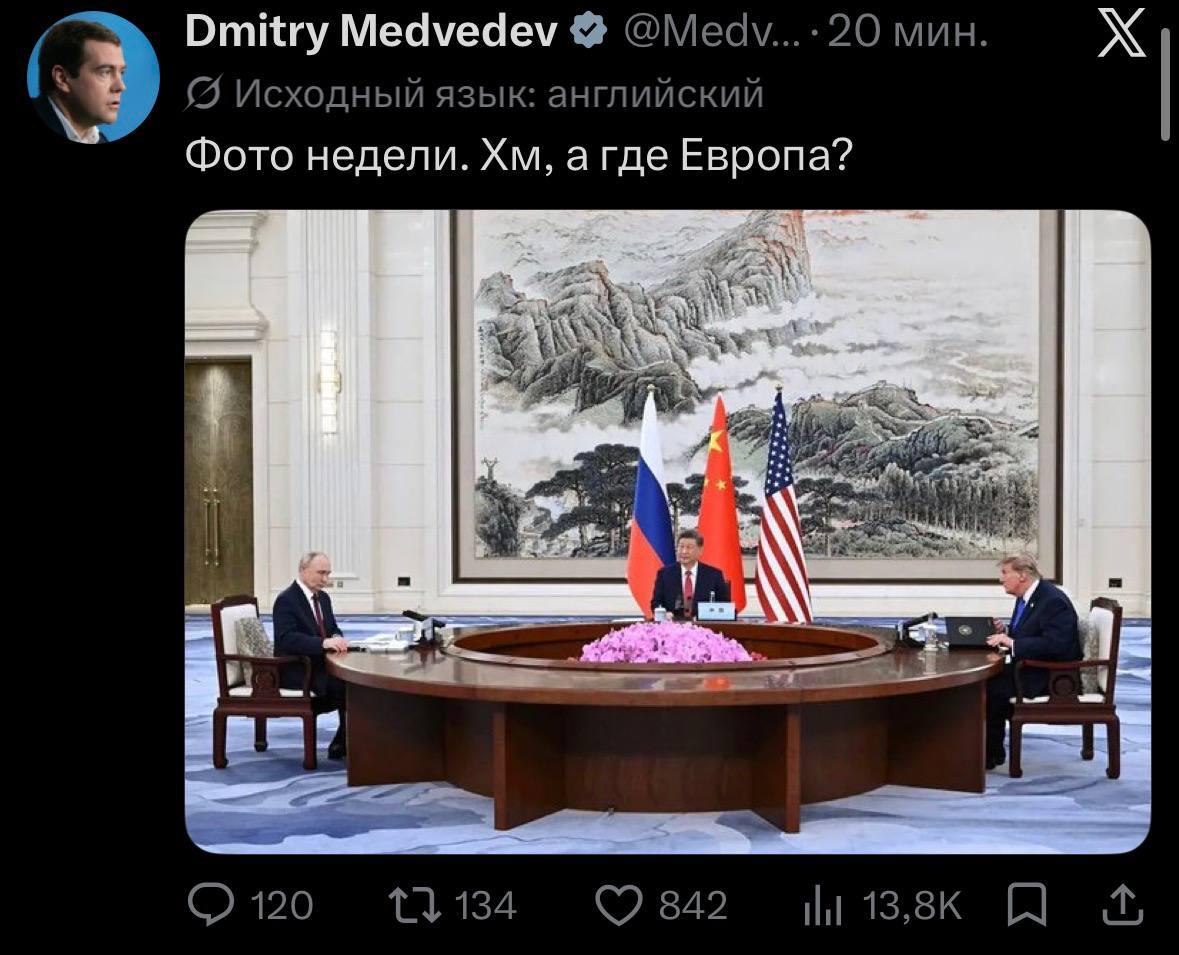 Dmitry Medvedev @Medv... · 20 мин.
Исходный язык: английский
Фото недели. Хм, а где Европа?
120 134 842 13,8K